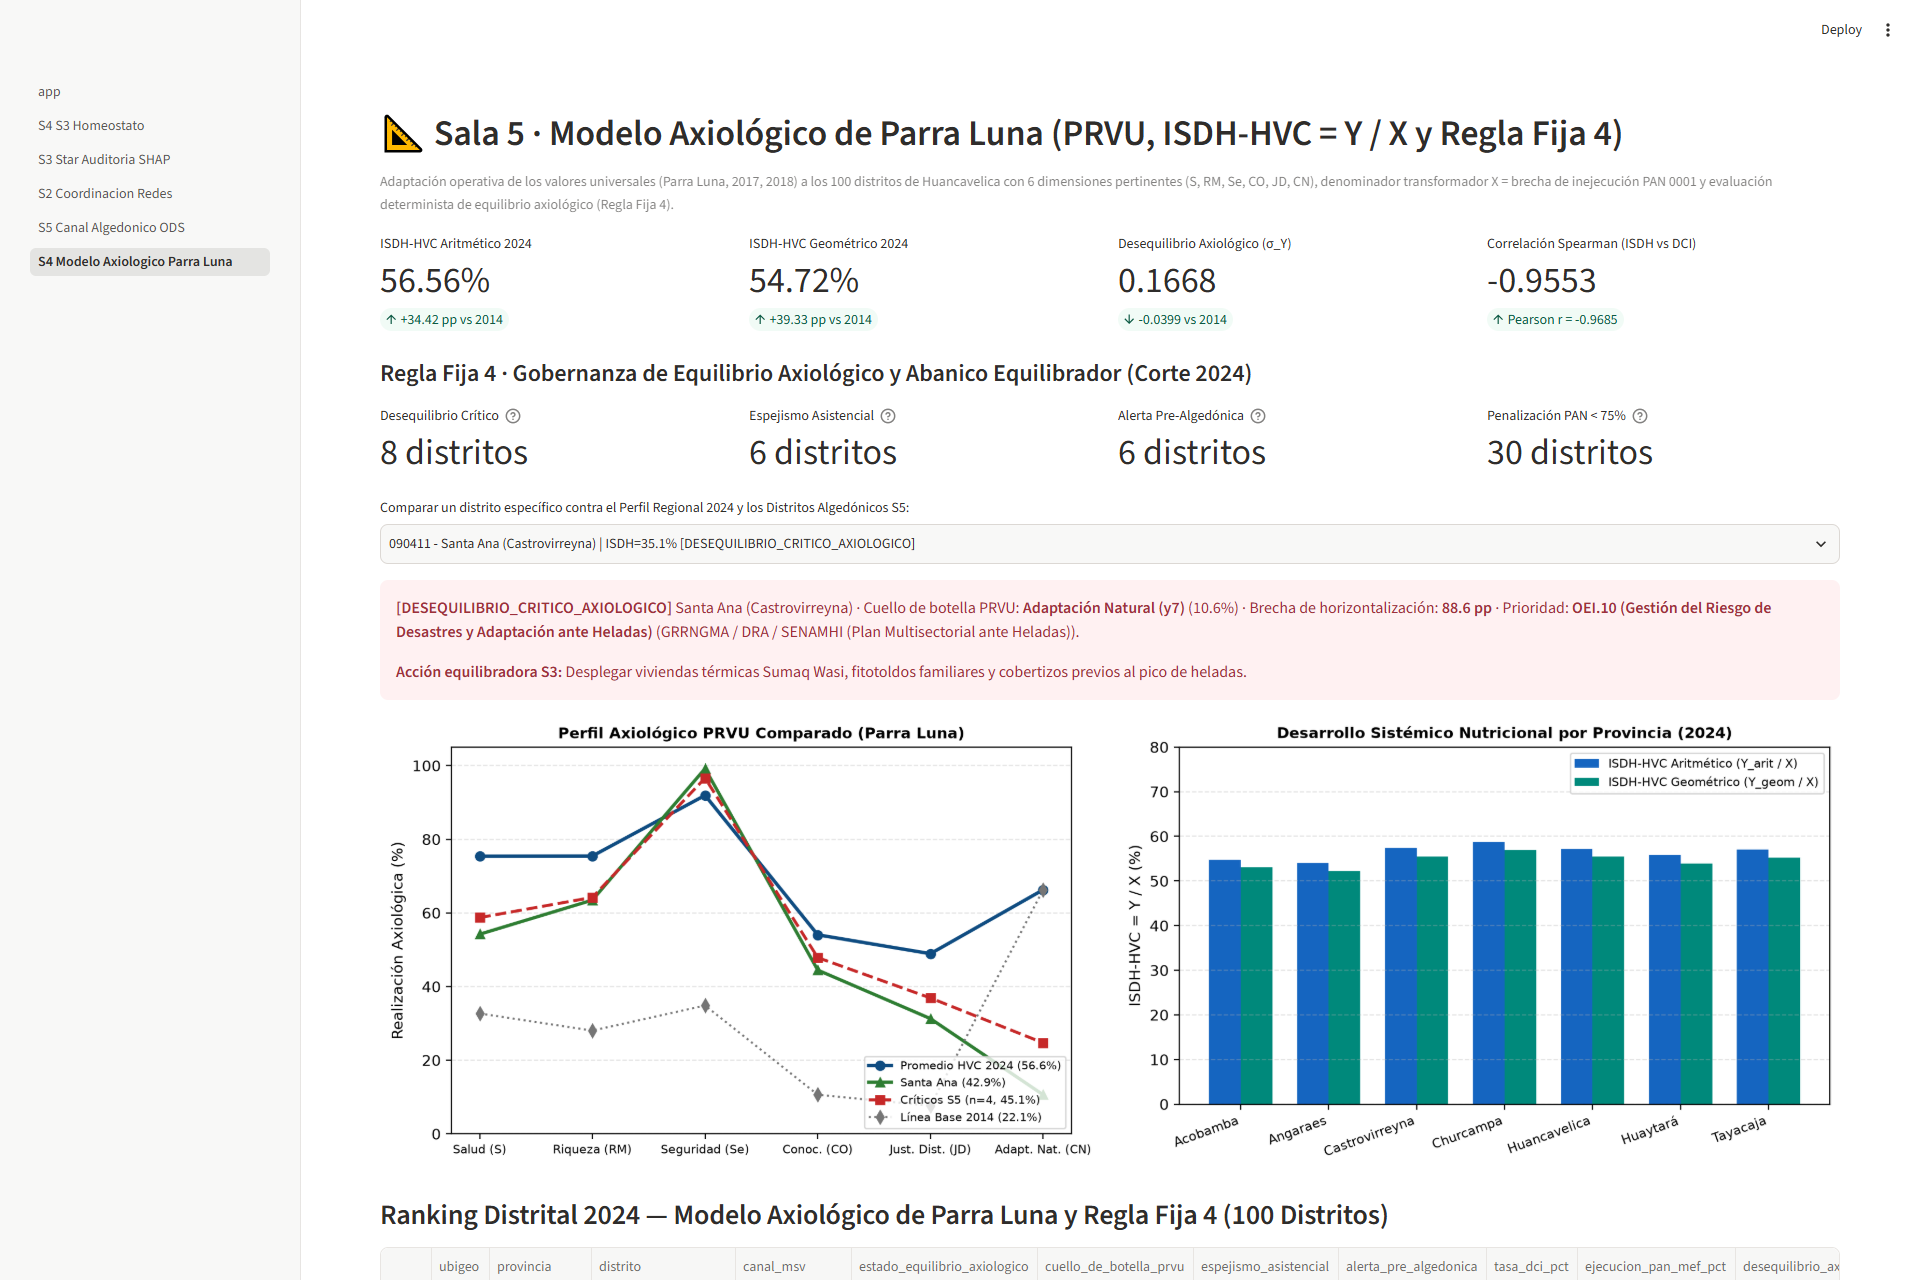 Deploy
app
S4 S3 Homeostato
S3 Star Auditoria SHAP
S2 Coordinacion Redes
S5 Canal Algedonico ODS
S4 Modelo Axiologico Parra Luna
Sala 5 · Modelo Axiológico de Parra Luna (PRVU, ISDH-HVC = Y / X y Regla Fija 4)
Adaptación operativa de los valores universales (Parra Luna, 2017, 2018) a los 100 distritos de Huancavelica con 6 dimensiones pertinentes (S, RM, Se, CO, JD, CN), denominador transformador X = brecha de inejecución PAN 0001 y evaluación
determinista de equilibrio axiológico (Regla Fija 4).
ISDH-HVC Aritmético 2024
ISDH-HVC Geométrico 2024
Desequilibrio Axiológico (σ_Y)
Correlación Spearman (ISDH vs DCI)
56.56%
54.72%
0.1668
-0.9553
↑ +34.42 pp vs 2014
↑ +39.33 pp vs 2014
↓ -0.0399 vs 2014
↑ Pearson r = -0.9685
Regla Fija 4 · Gobernanza de Equilibrio Axiológico y Abanico Equilibrador (Corte 2024)
Desequilibrio Crítico
Espejismo Asistencial
Alerta Pre-Algedónica
Penalización PAN < 75%
8 distritos
6 distritos
6 distritos
30 distritos
Comparar un distrito específico contra el Perfil Regional 2024 y los Distritos Algedónicos S5:
090411 - Santa Ana (Castrovirreyna) | ISDH=35.1% [DESEQUILIBRIO_CRITICO_AXIOLOGICO]
[DESEQUILIBRIO_CRITICO_AXIOLOGICO] Santa Ana (Castrovirreyna) · Cuello de botella PRVU: Adaptación Natural (y7) (10.6%) · Brecha de horizontalización: 88.6 pp · Prioridad: OEI.10 (Gestión del Riesgo de
Desastres y Adaptación ante Heladas) (GRRNGMA / DRA / SENAMHI (Plan Multisectorial ante Heladas)).
Acción equilibradora S3: Desplegar viviendas térmicas Sumaq Wasi, fitotoldos familiares y cobertizos previos al pico de heladas.
Perfil Axiológico PRVU Comparado (Parra Luna)
Realización Axiológica (%)
100
80
60
40
20
0
Promedio HVC 2024 (56.6%)
Santa Ana (42.9%)
Críticos S5 (n=4, 45.1%)
Línea Base 2014 (22.1%)
Salud (S)
Riqueza (RM)
Seguridad (Se)
Conoc. (CO)
Just. Dist. (JD)
Adapt. Nat. (CN)
Desarrollo Sistémico Nutricional por Provincia (2024)
ISDH-HVC = Y / X (%)
80
70
60
50
40
30
20
10
0
ISDH-HVC Aritmético (Y_arit / X)
ISDH-HVC Geométrico (Y_geom / X)
Acobamba
Angaraes
Castrovirreyna
Churcampa
Huancavelica
Huaytará
Tayacaja
Ranking Distrital 2024 — Modelo Axiológico de Parra Luna y Regla Fija 4 (100 Distritos)
ubigeo
provincia
distrito
canal_msv
estado_equilibrio_axiologico
cuello_de_botella_prvu
espejismo_asistencial
alerta_pre_algedonica
tasa_dci_pct
ejecucion_pan_mef_pct
desequilibrio_ax